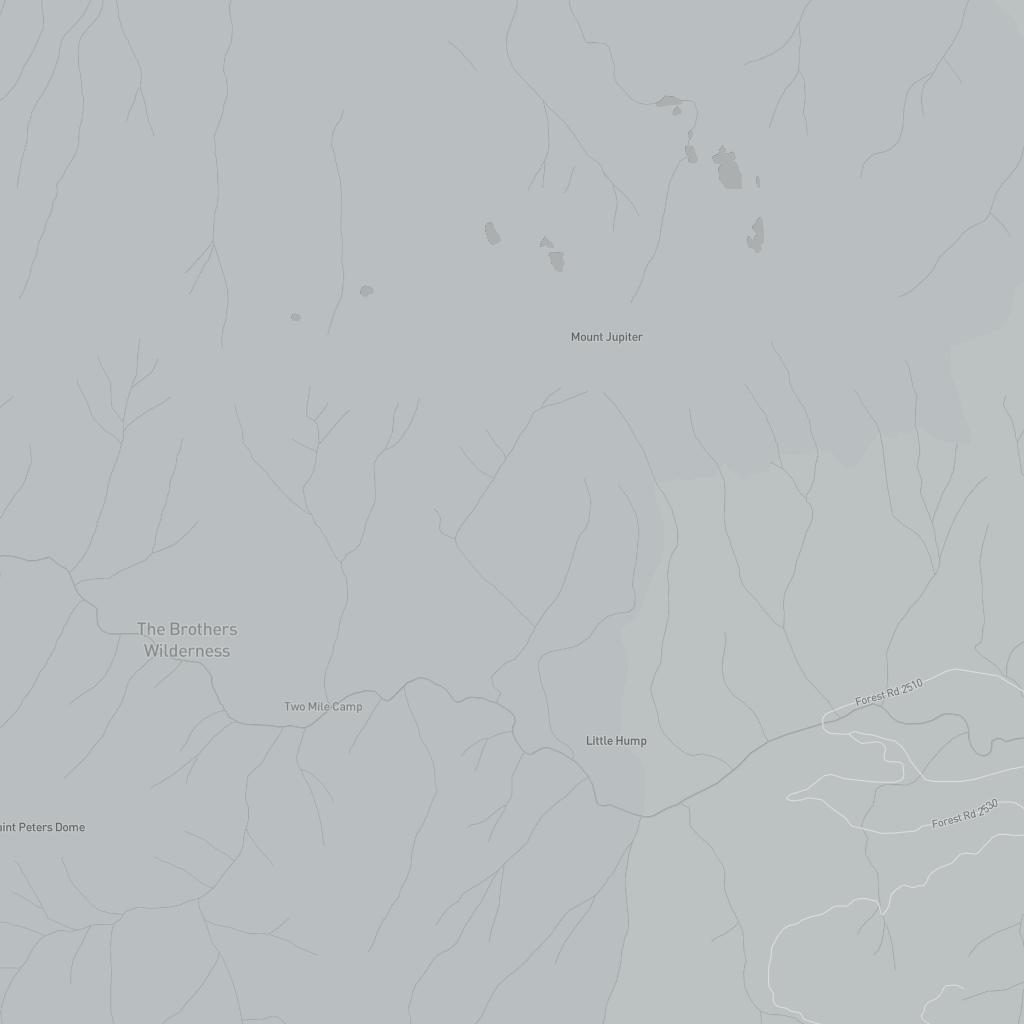 Mount Jupiter
The Brothers
Wilderness
Forest Rd 2510
Two Mile Camp
Little Hump
Forest Rd 2530
aint Peters Dome